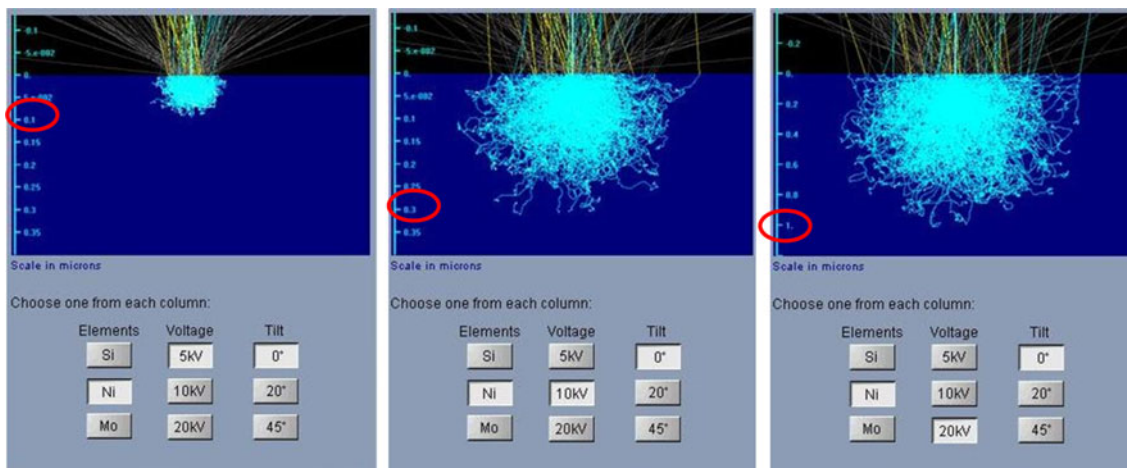 -0.1
-5.e-002
0.
5.e-002
0.1
0.15
0.2
0.25
0.3
0.35
Scale in microns
Choose one from each column:
Elements Voltage Tilt
Si 5kV 0°
Ni 10kV 20°
Mo 20kV 45°
-0.1
-5.e-002
0.
5.e-002
0.1
0.15
0.2
0.25
0.3
0.35
Scale in microns
Choose one from each column:
Elements Voltage Tilt
Si 5kV 0°
Ni 10kV 20°
Mo 20kV 45°
-0.2
0.
0.2
0.4
0.6
0.8
1.
Scale in microns
Choose one from each column:
Elements Voltage Tilt
Si 5kV 0°
Ni 10kV 20°
Mo 20kV 45°